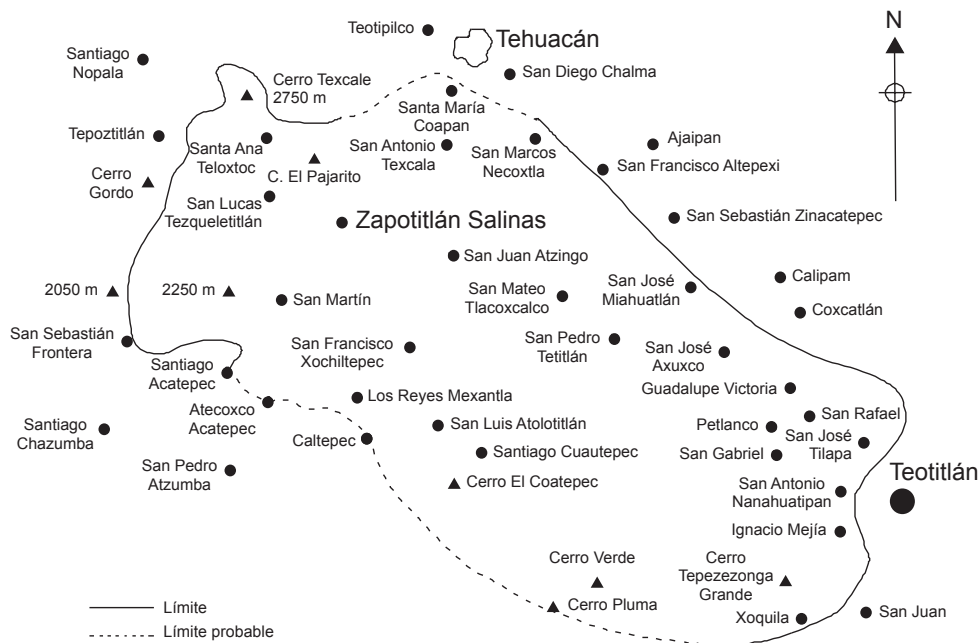 Teotipilco
N
Tehuacán
Santiago
Nopala
San Diego Chalma
Cerro Texcale
2750 m
Santa María
Coapan
Tepoztitlán
Santa Ana
Teloxtoc
San Antonio
Texcala
San Marcos
Necoxtla
Ajaipan
San Francisco Altepexi
Cerro
Gordo
C. El Pajarito
San Lucas
Tezqueletitlán
Zapotitlán Salinas
San Sebastián Zinacatepec
San Juan Atzingo
2050 m
2250 m
San Martín
San Mateo
Tlacoxcalco
San José
Miahuatlán
Calipam
Coxcatlán
San Sebastián
Frontera
San Francisco
Xochiltepec
San Pedro
Tetitlán
San José
Axuxco
Santiago
Acatepec
Guadalupe Victoria
Atecoxco
Acatepec
Los Reyes Mexantla
San Rafael
Santiago
Chazumba
Caltepec
San Luis Atolotitlán
Petlanco
San José
Tilapa
San Pedro
Atzumba
Santiago Cuautepec
San Gabriel
Cerro El Coatepec
San Antonio
Nanahuatipan
Teotitlán
Ignacio Mejía
Cerro Verde
Cerro
Tepezezonga
Grande
Cerro Pluma
Xoquila
San Juan
Límite
Límite probable